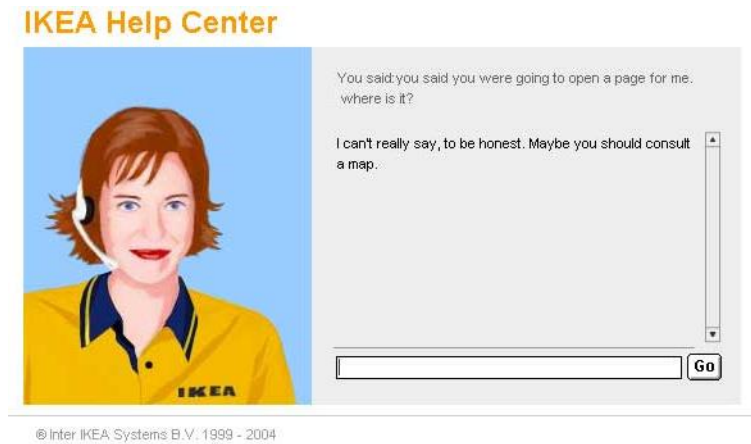 IKEA Help Center
You said:you said you were going to open a page for me.
where is it?
I can't really say, to be honest. Maybe you should consult
a map.
IKEA
Go
© Inter IKEA Systems B.V. 1999 - 2004